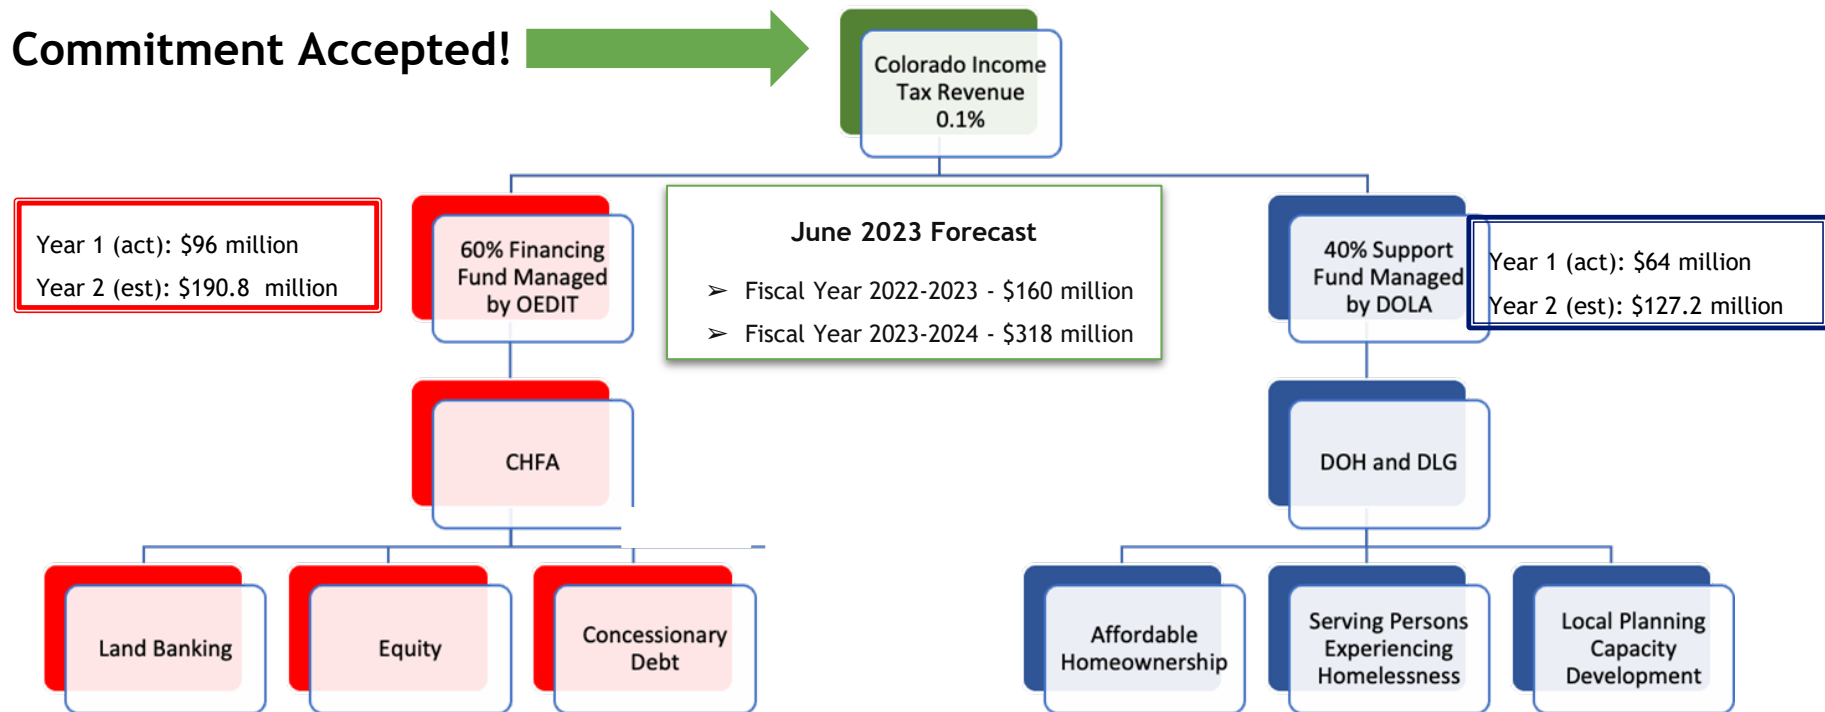 Commitment Accepted!
Colorado Income
Tax Revenue
0.1%
Year 1 (act): $96 million
Year 2 (est): $190.8 million
60% Financing
Fund Managed
by OEDIT
June 2023 Forecast
➢ Fiscal Year 2022-2023 - $160 million
➢ Fiscal Year 2023-2024 - $318 million
40% Support
Fund Managed
by DOLA
Year 1 (act): $64 million
Year 2 (est): $127.2 million
CHFA
DOH and DLG
Land Banking
Equity
Concessionary
Debt
Affordable
Homeownership
Serving Persons
Experiencing
Homelessness
Local Planning
Capacity
Development